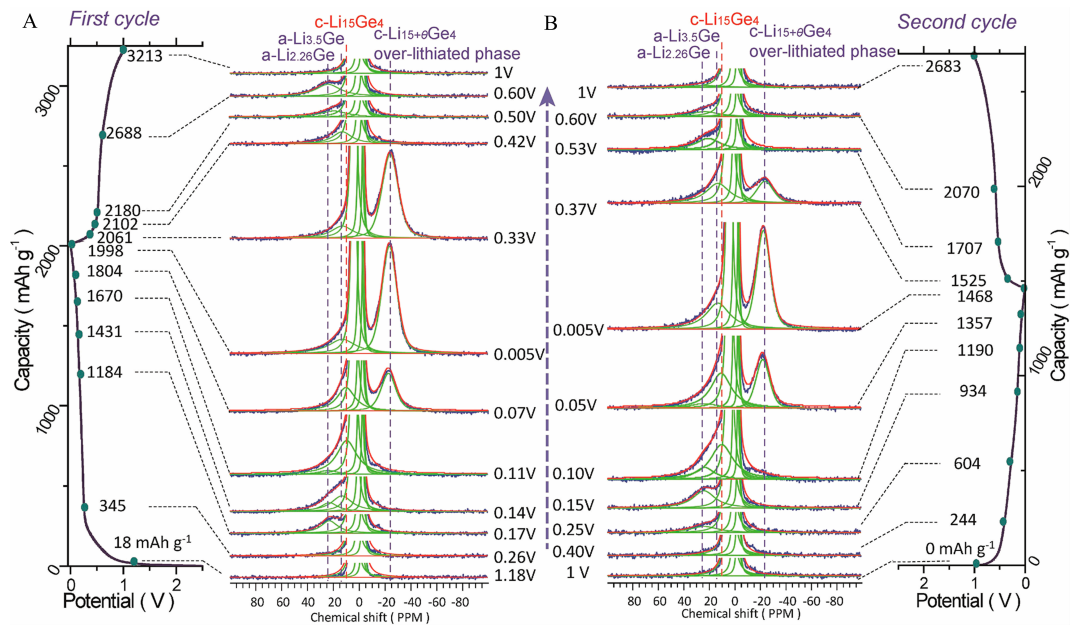 A
First cycle
c-Li15Ge4
a-Li3.5Ge
c-Li15+θGe4
a-Li2.26Ge
over-lithiated phase
3213
2688
2180
2102
2061
1998
1804
1670
1431
1184
345
18 mAh g-1
3000
2000
1000
0
Capacity ( mAh g-1)
0 1 2
Potential ( V )
1V
0.60V
0.50V
0.42V
0.33V
0.005V
0.07V
0.11V
0.14V
0.17V
0.26V
1.18V
80 60 40 20 0 -20 -40 -60 -80
Chemical shift ( PPM )
B
Second cycle
c-Li15Ge4
a-Li3.5Ge
c-Li15+θGe4
a-Li2.26Ge
over-lithiated phase
1V
0.60V
0.53V
0.37V
0.005V
0.05V
0.10V
0.15V
0.25V
0.40V
1 V
80 60 40 20 0 -20 -40 -60 -80
Chemical shift ( PPM )
2683
2070
1707
1525
1468
1357
1190
934
604
244
0 mAh g-1
2000
1000
0
Capacity ( mAh g-1)
2 1 0
Potential ( V )